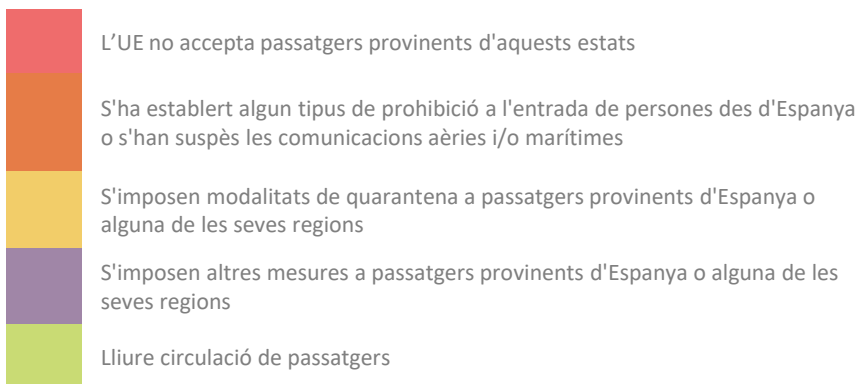 L’UE no accepta passatgers provinents d'aquests estats
S'ha establert algun tipus de prohibició a l'entrada de persones des d'Espanya
o s'han suspès les comunicacions aèries i/o marítimes
S'imposen modalitats de quarantena a passatgers provinents d'Espanya o
alguna de les seves regions
S'imposen altres mesures a passatgers provinents d'Espanya o alguna de les
seves regions
Lliure circulació de passatgers